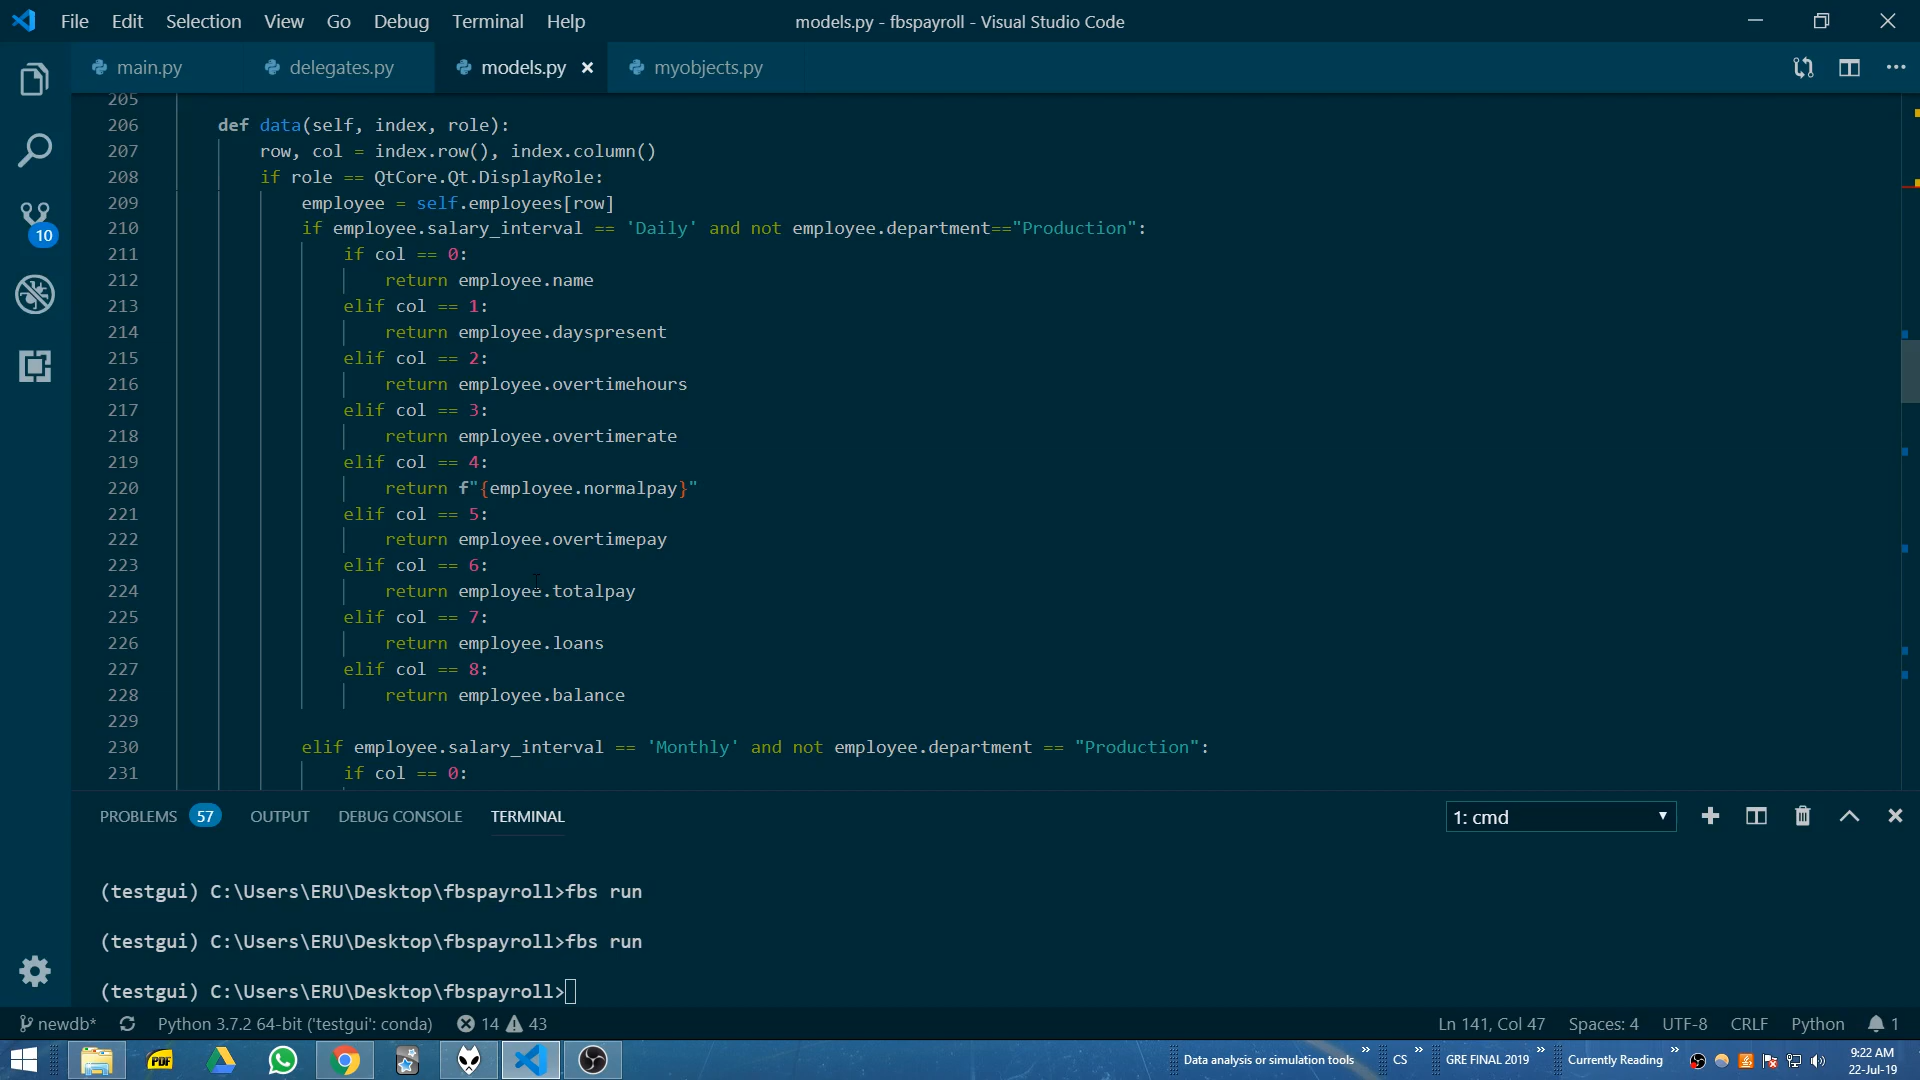 File Edit Selection View Go Debug Terminal Help models.py - fbspayroll - Visual Studio Code
main.py delegates.py models.py myobjects.py
205
206 def data(self, index, role):
207 row, col = index.row(), index.column()
208 if role == QtCore.Qt.DisplayRole:
209 employee = self.employees[row]
210 if employee.salary_interval == 'Daily' and not employee.department=="Production":
211 if col == 0:
212 return employee.name
213 elif col == 1:
214 return employee.dayspresent
215 elif col == 2:
216 return employee.overtimehours
217 elif col == 3:
218 return employee.overtimerate
219 elif col == 4:
220 return f"{employee.normalpay}"
221 elif col == 5:
222 return employee.overtimepay
223 elif col == 6:
224 return employee.totalpay
225 elif col == 7:
226 return employee.loans
227 elif col == 8:
228 return employee.balance
229
230 elif employee.salary_interval == 'Monthly' and not employee.department == "Production":
231 if col == 0:
10
PROBLEMS 57 OUTPUT DEBUG CONSOLE TERMINAL 1: cmd
(testgui) C:\Users\ERU\Desktop\fbspayroll>fbs run
(testgui) C:\Users\ERU\Desktop\fbspayroll>fbs run
(testgui) C:\Users\ERU\Desktop\fbspayroll>
newdb* Python 3.7.2 64-bit ('testgui': conda) 14 43 Ln 141, Col 47 Spaces: 4 UTF-8 CRLF Python 1
PDF Data analysis or simulation tools » CS » GRE FINAL 2019 » Currently Reading » 9:22 AM
22-Jul-19